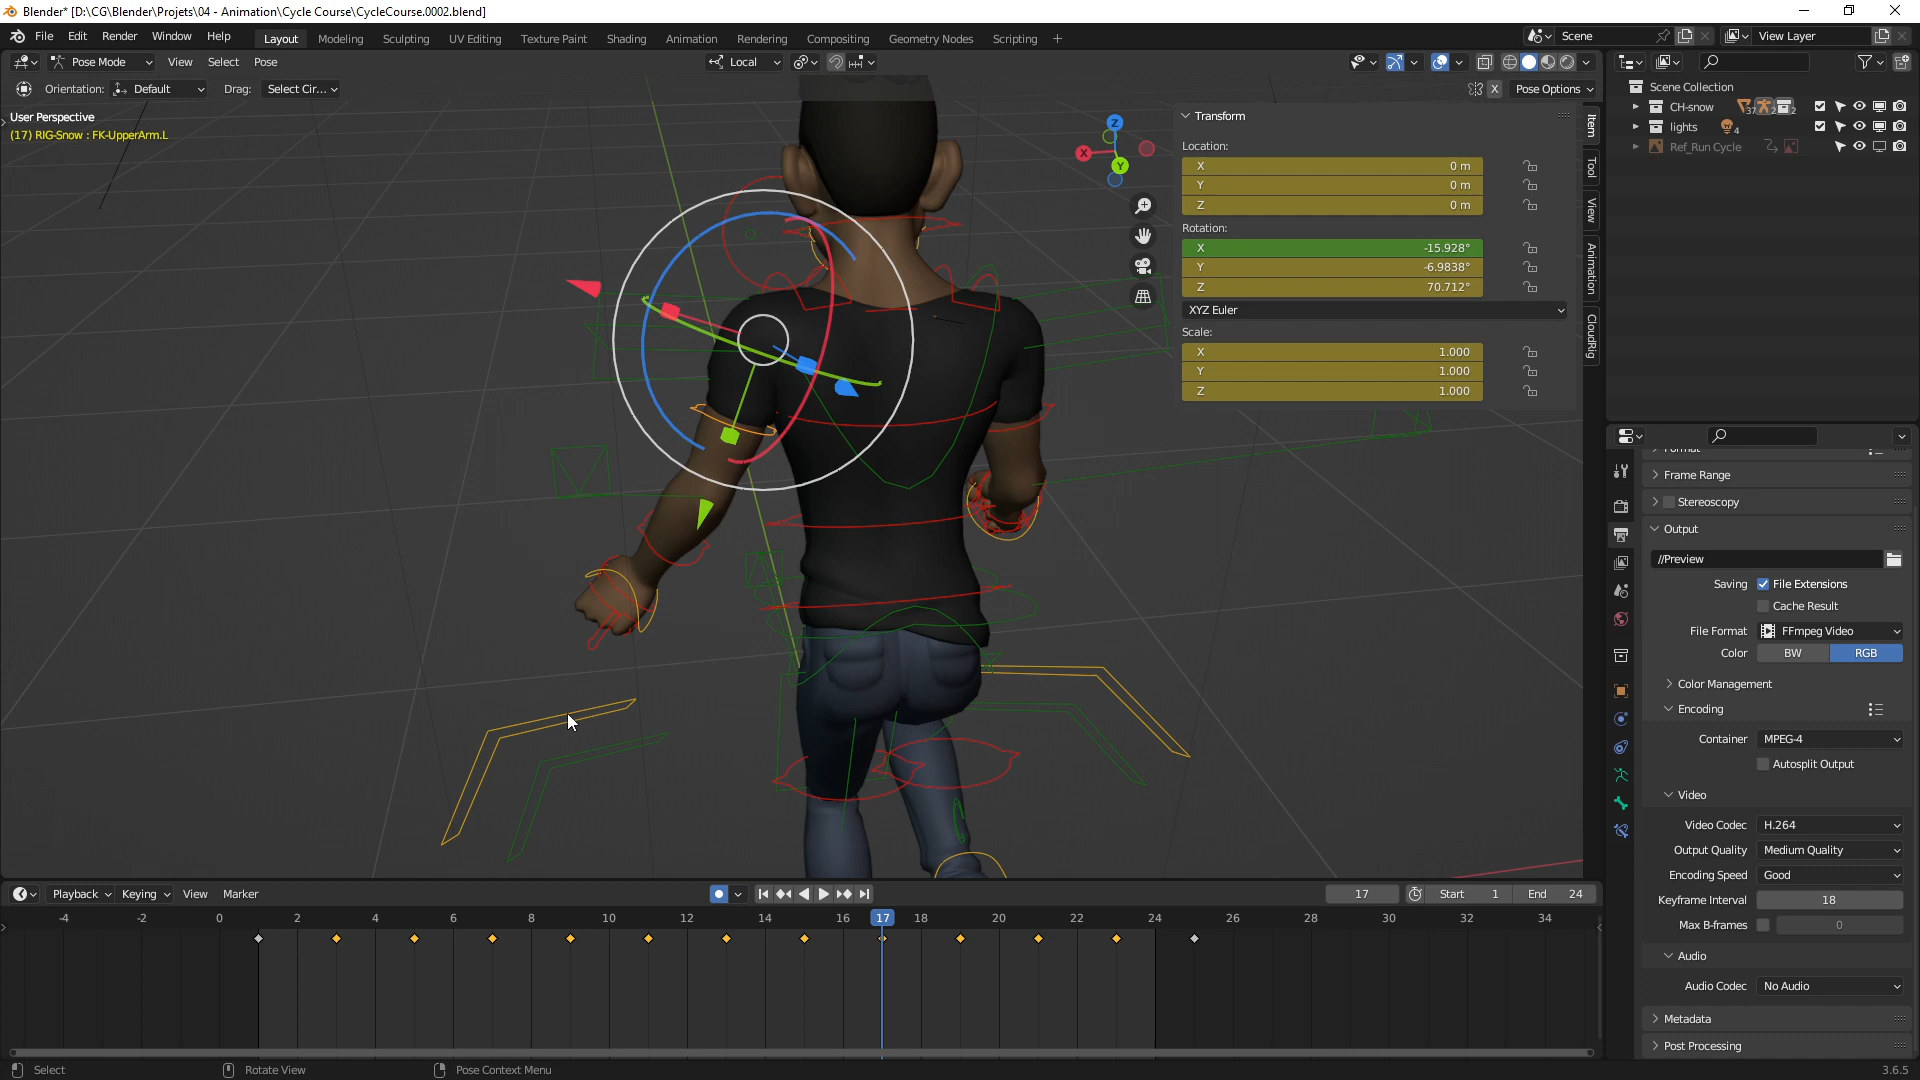 Blender* [D:\CG\Blender\Projets\04 - Animation\Cycle Course\CycleCourse.0002.blend]
File Edit Render Window Help Layout Modeling Sculpting UV Editing Texture Paint Shading Animation Rendering Compositing Geometry Nodes Scripting + Scene View Layer
Pose Mode View Select Pose Local
Orientation: Default Drag: Select Cir... X Pose Options
User Perspective
(17) RIG-Snow : FK-UpperArm.L
Z
X
Y
Transform
Location:
X 0 m
Y 0 m
Z 0 m
Rotation:
X -15.928°
Y -6.9838°
Z 70.712°
XYZ Euler
Scale:
X 1.000
Y 1.000
Z 1.000
Item
Tool
View
Animation
CloudRig
Scene Collection
CH-snow 37 2 2
lights 4
Ref_Run Cycle
Format
Frame Range
Stereoscopy
Output
//Preview
Saving File Extensions
Cache Result
File Format FFmpeg Video
Color BW RGB
Color Management
Encoding
Container MPEG-4
Autosplit Output
Video
Video Codec H.264
Output Quality Medium Quality
Encoding Speed Good
Keyframe Interval 18
Max B-frames 0
Audio
Audio Codec No Audio
Metadata
Post Processing
Playback Keying View Marker 17 Start 1 End 24
-4 -2 0 2 4 6 8 10 12 14 16 17 18 20 22 24 26 28 30 32 34
Select Rotate View Pose Context Menu 3.6.5